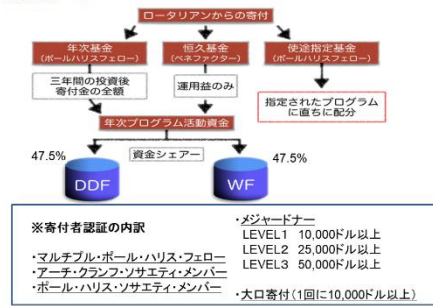 ロータリアンからの寄付
年次基金
(ポールハリスフェロー)
恒久基金
(ベネファクター)
使途指定基金
(ポールハリスフェロー)
三年間の投資後
寄付金の全額
運用益のみ
指定されたプログラム
に直ちに配分
年次プログラム活動資金
47.5%
資金シェアー
47.5%
DDF
WF
※寄付者認証の内訳
・マルチプル・ポール・ハリス・フェロー
・アーチ・クランフ・ソサエティ・メンバー
・ポール・ハリス・ソサエティ・メンバー
・メジャードナー
LEVEL1 10,000ドル以上
LEVEL2 25,000ドル以上
LEVEL3 50,000ドル以上
・大口寄付(1回に10,000ドル以上)